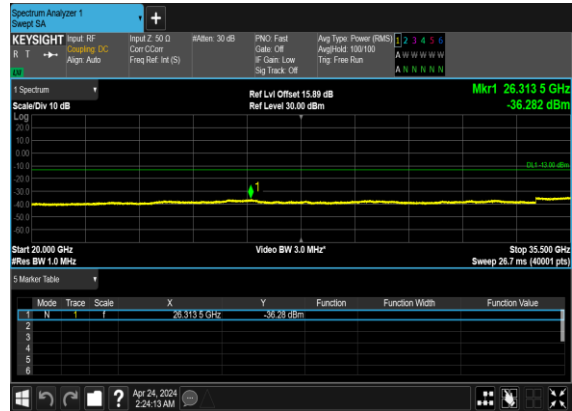 Spectrum Analyzer 1
Swept SA
+
KEYSIGHT
R T
LW
Input: RF
Coupling: DC
Align: Auto
Input Z: 50 Ω
Corr CCorr
Freq Ref: Int (S)
#Atten: 30 dB
PNO: Fast
Gate: Off
IF Gain: Low
Sig Track: Off
Avg Type: Power (RMS)
Avg|Hold: 100/100
Trig: Free Run
1 2 3 4 5 6
A W W W W W
A N N N N N
1 Spectrum
Scale/Div 10 dB
Ref Lvl Offset 15.89 dB
Ref Level 30.00 dBm
Mkr1 26.313 5 GHz
-36.282 dBm
Log
20.0
10.0
0.00
-10.0
-20.0
-30.0
-40.0
-50.0
-60.0
DL1 -13.00 dBm
1
Start 20.000 GHz
#Res BW 1.0 MHz
Video BW 3.0 MHz*
Stop 35.500 GHz
Sweep 26.7 ms (40001 pts)
5 Marker Table
Mode Trace Scale X Y Function Function Width Function Value
1 N 1 f 26.313 5 GHz -36.28 dBm
2
3
4
5
6
?
Apr 24, 2024
2:24:13 AM